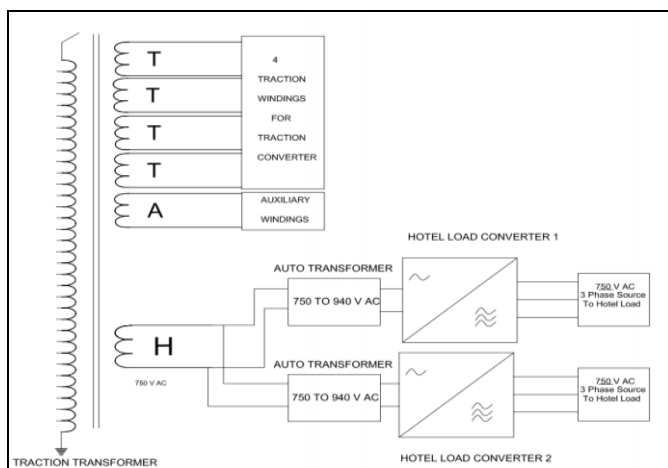 T
T
T
T
4
TRACTION
WINDINGS
FOR
TRACTION
CONVERTER
A
AUXILIARY
WINDINGS
HOTEL LOAD CONVERTER 1
AUTO TRANSFORMER
750 TO 940 V AC
750 V AC
3 Phase Source
To Hotel Load
H
750 V AC
AUTO TRANSFORMER
750 TO 940 V AC
750 V AC
3 Phase Source
To Hotel Load
HOTEL LOAD CONVERTER 2
TRACTION TRANSFORMER